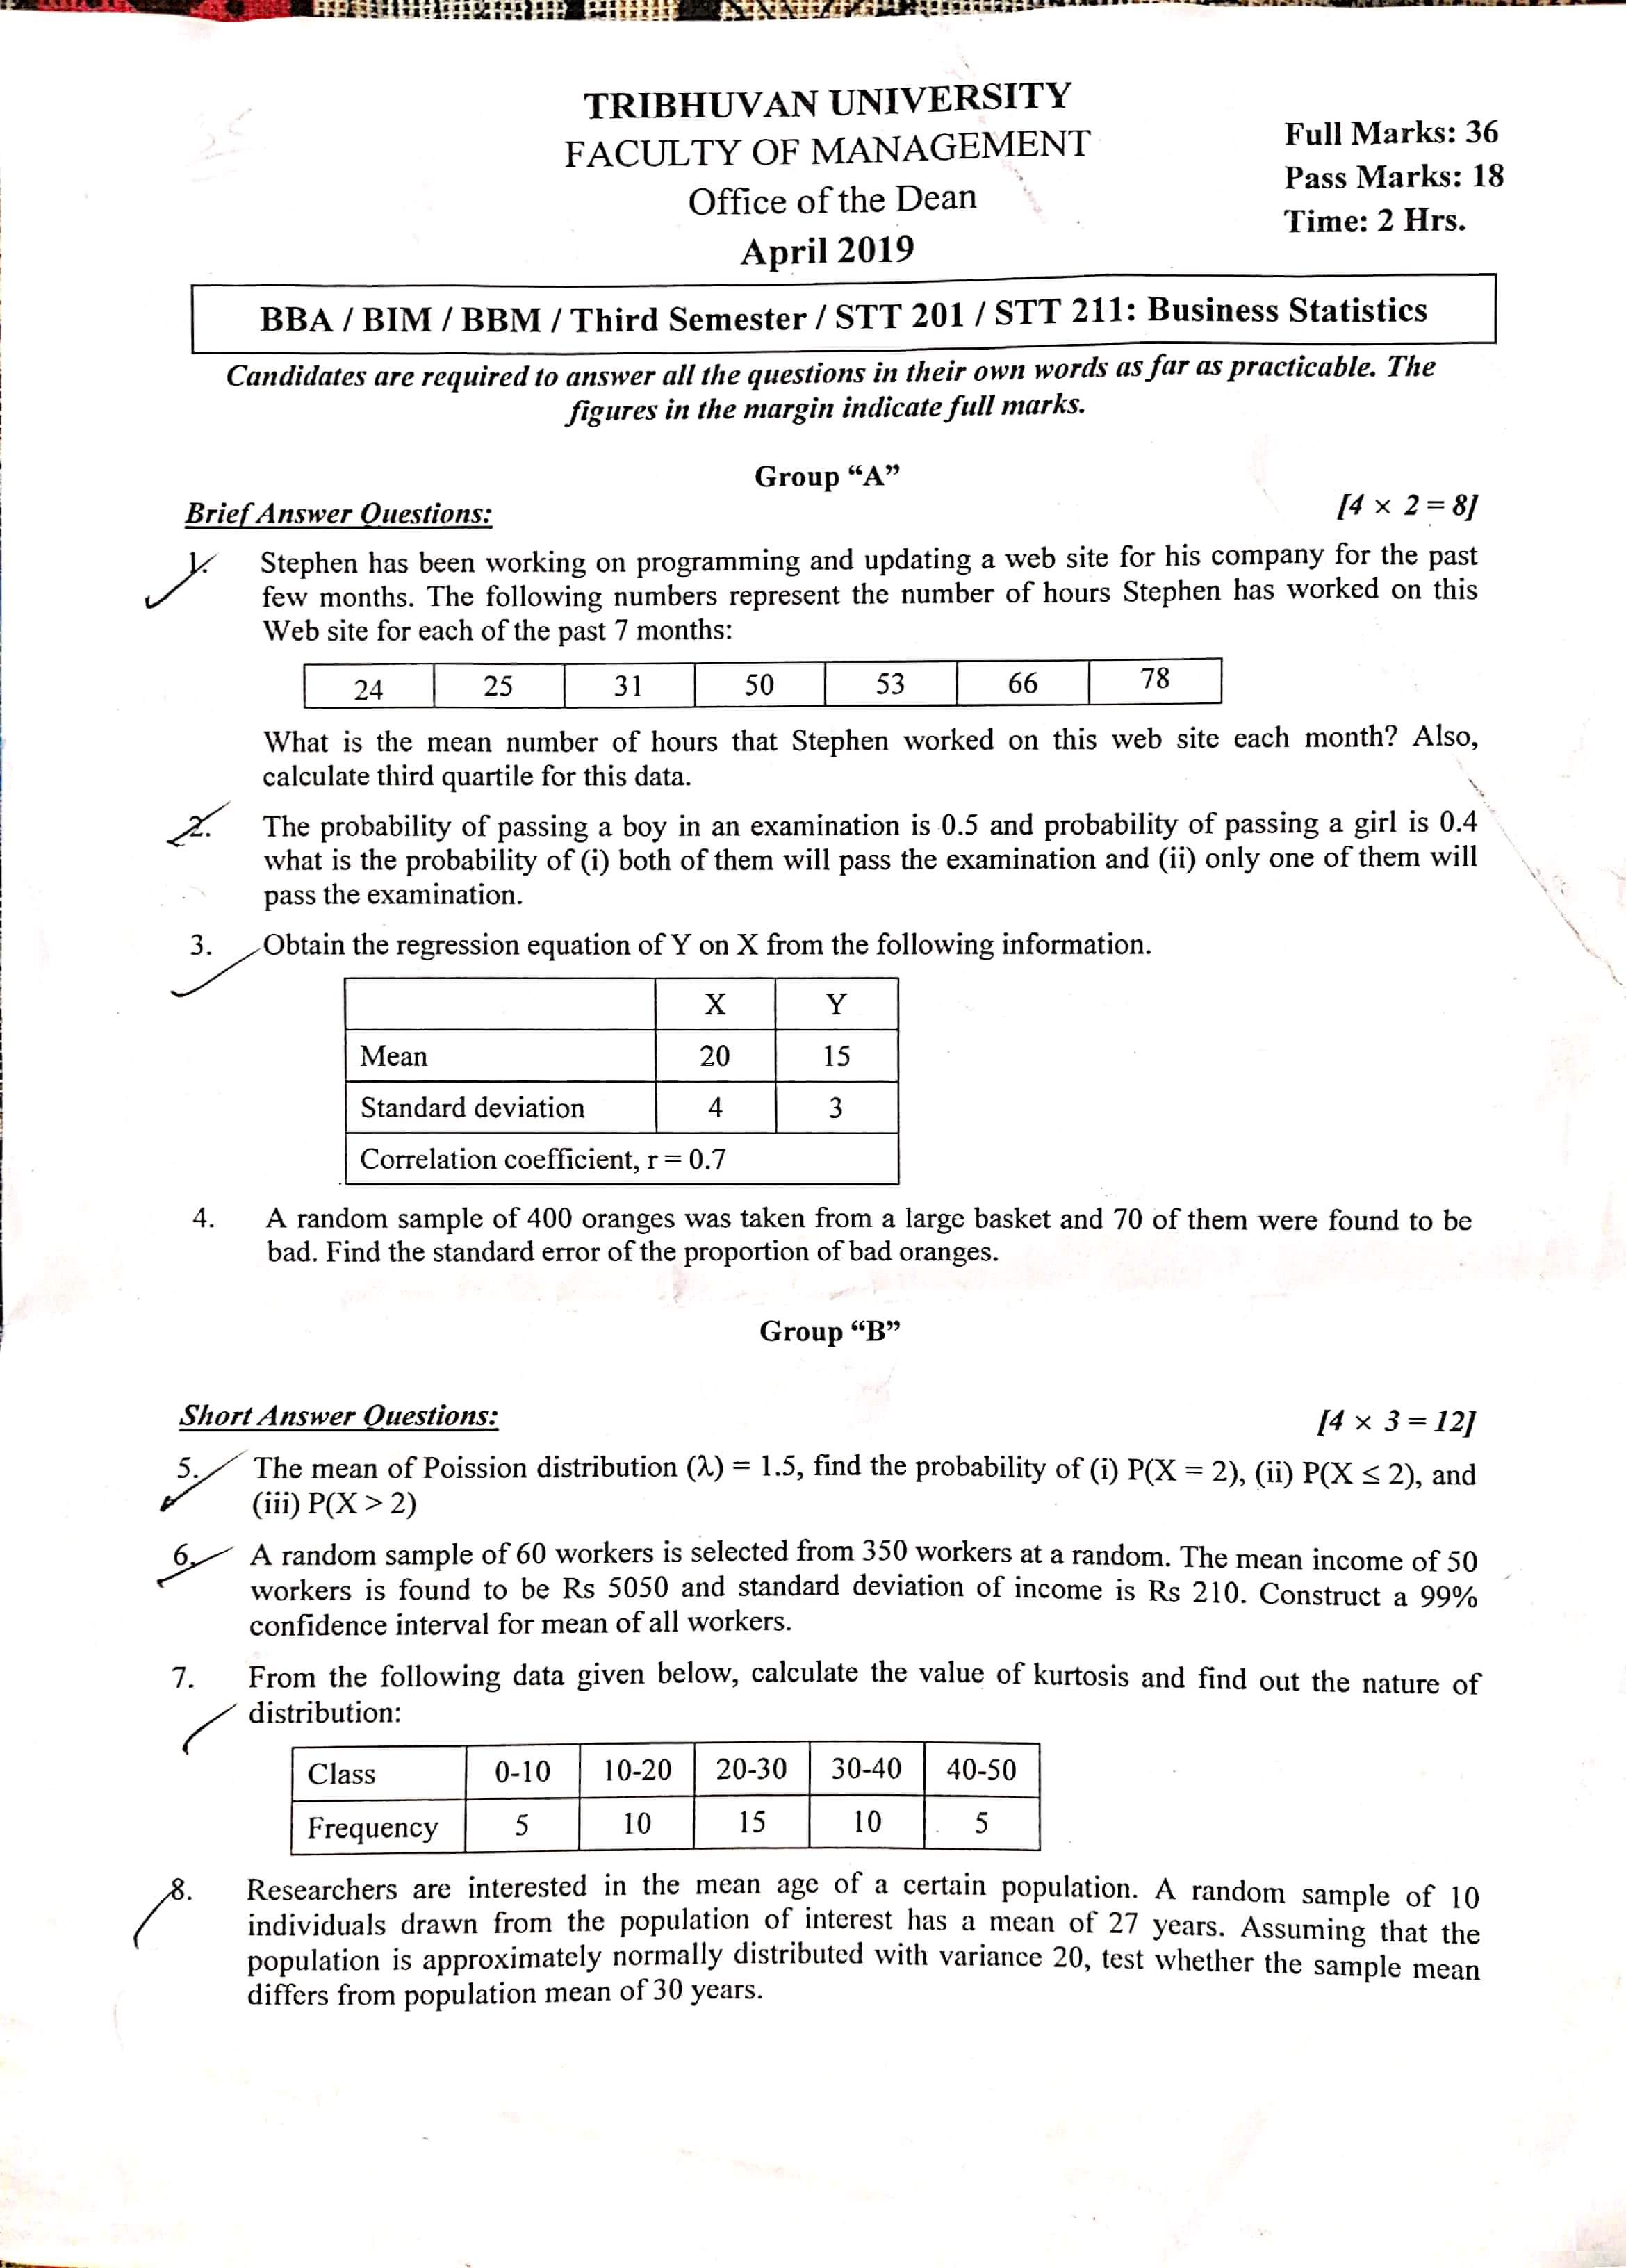 TRIBHUVAN UNIVERSITY
FACULTY OF MANAGEMENT
Office of the Dean
April 2019
Full Marks: 36
Pass Marks: 18
Time: 2 Hrs.
BBA / BIM / BBM / Third Semester / STT 201 / STT 211: Business Statistics
Candidates are required to answer all the questions in their own words as far as practicable. The
figures in the margin indicate full marks.
Group “A”
Brief Answer Questions: [4 × 2 = 8]
1. Stephen has been working on programming and updating a web site for his company for the past
few months. The following numbers represent the number of hours Stephen has worked on this
Web site for each of the past 7 months:
24 25 31 50 53 66 78
What is the mean number of hours that Stephen worked on this web site each month? Also,
calculate third quartile for this data.
2. The probability of passing a boy in an examination is 0.5 and probability of passing a girl is 0.4
what is the probability of (i) both of them will pass the examination and (ii) only one of them will
pass the examination.
3. Obtain the regression equation of Y on X from the following information.
X Y
Mean 20 15
Standard deviation 4 3
Correlation coefficient, r = 0.7
4. A random sample of 400 oranges was taken from a large basket and 70 of them were found to be
bad. Find the standard error of the proportion of bad oranges.
Group “B”
Short Answer Questions: [4 × 3 = 12]
5. The mean of Poission distribution (λ) = 1.5, find the probability of (i) P(X = 2), (ii) P(X ≤ 2), and
(iii) P(X > 2)
6. A random sample of 60 workers is selected from 350 workers at a random. The mean income of 50
workers is found to be Rs 5050 and standard deviation of income is Rs 210. Construct a 99%
confidence interval for mean of all workers.
7. From the following data given below, calculate the value of kurtosis and find out the nature of
distribution:
Class 0-10 10-20 20-30 30-40 40-50
Frequency 5 10 15 10 5
8. Researchers are interested in the mean age of a certain population. A random sample of 10
individuals drawn from the population of interest has a mean of 27 years. Assuming that the
population is approximately normally distributed with variance 20, test whether the sample mean
differs from population mean of 30 years.